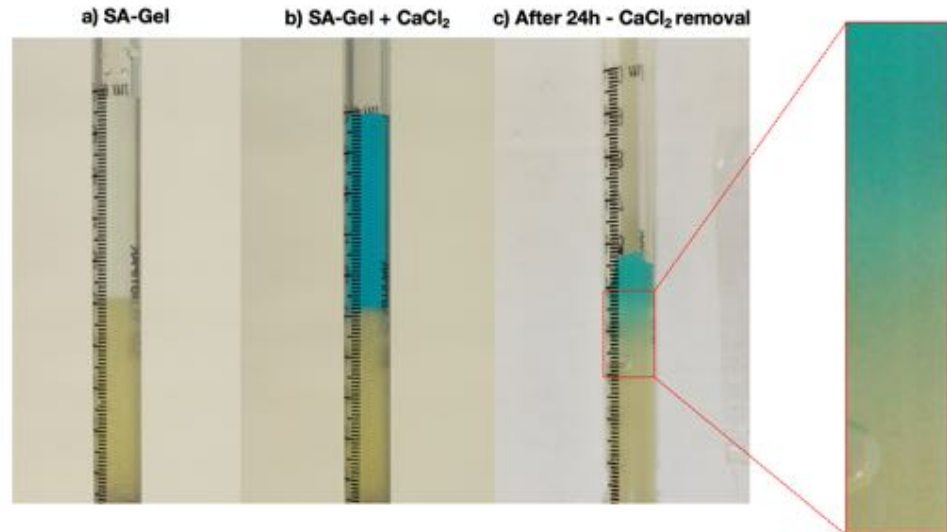 a) SA-Gel
b) SA-Gel + CaCl₂
c) After 24h - CaCl₂ removal